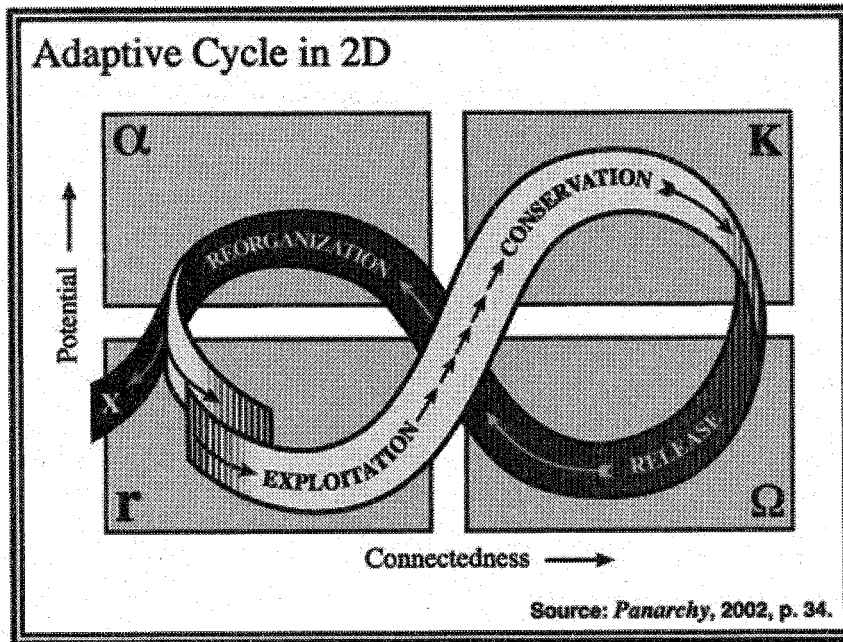 Adaptive Cycle in 2D
α
K
REORGANIZATION
CONSERVATION
Potential
X
EXPLOITATION
RELEASE
r
Ω
Connectedness
Source: Panarchy, 2002, p. 34.